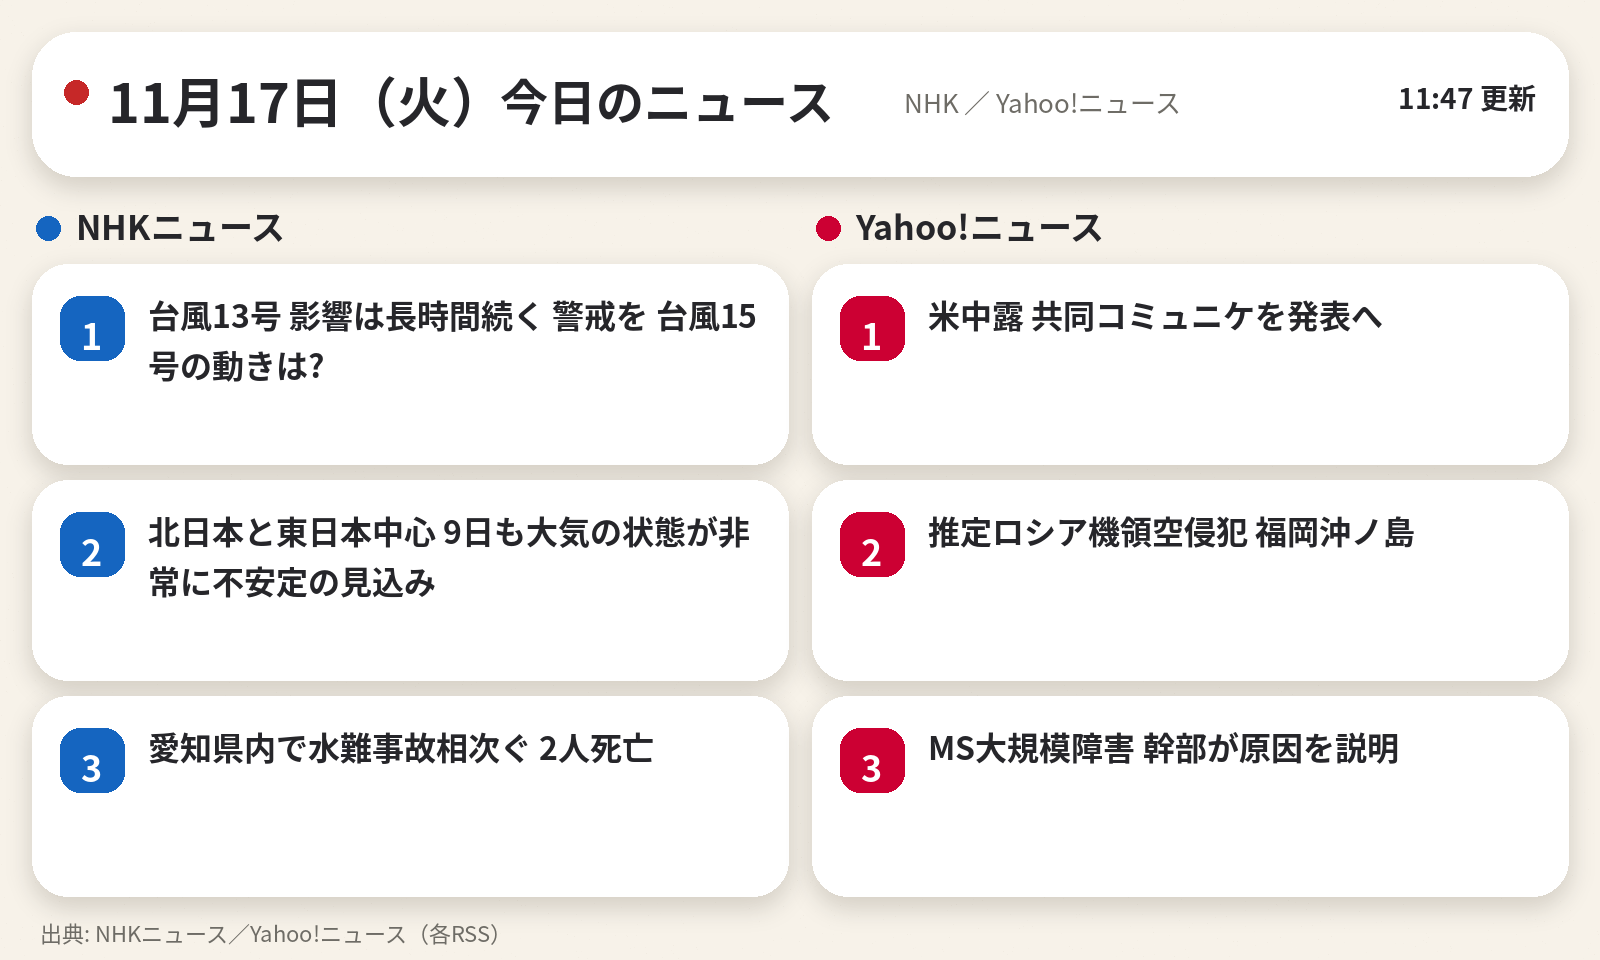 11月17日（火）今日のニュース
NHK ／ Yahoo!ニュース
11:47 更新
NHKニュース
1
台風13号 影響は長時間続く 警戒を 台風15
号の動きは?
2
北日本と東日本中心 9日も大気の状態が非
常に不安定の見込み
3
愛知県内で水難事故相次ぐ 2人死亡
Yahoo!ニュース
1
米中露 共同コミュニケを発表へ
2
推定ロシア機領空侵犯 福岡沖ノ島
3
MS大規模障害 幹部が原因を説明
出典: NHKニュース／Yahoo!ニュース（各RSS）